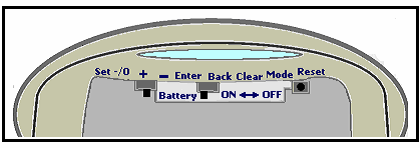 Set -/0 + - Enter Back Clear Mode Reset
Battery ON ↔ OFF